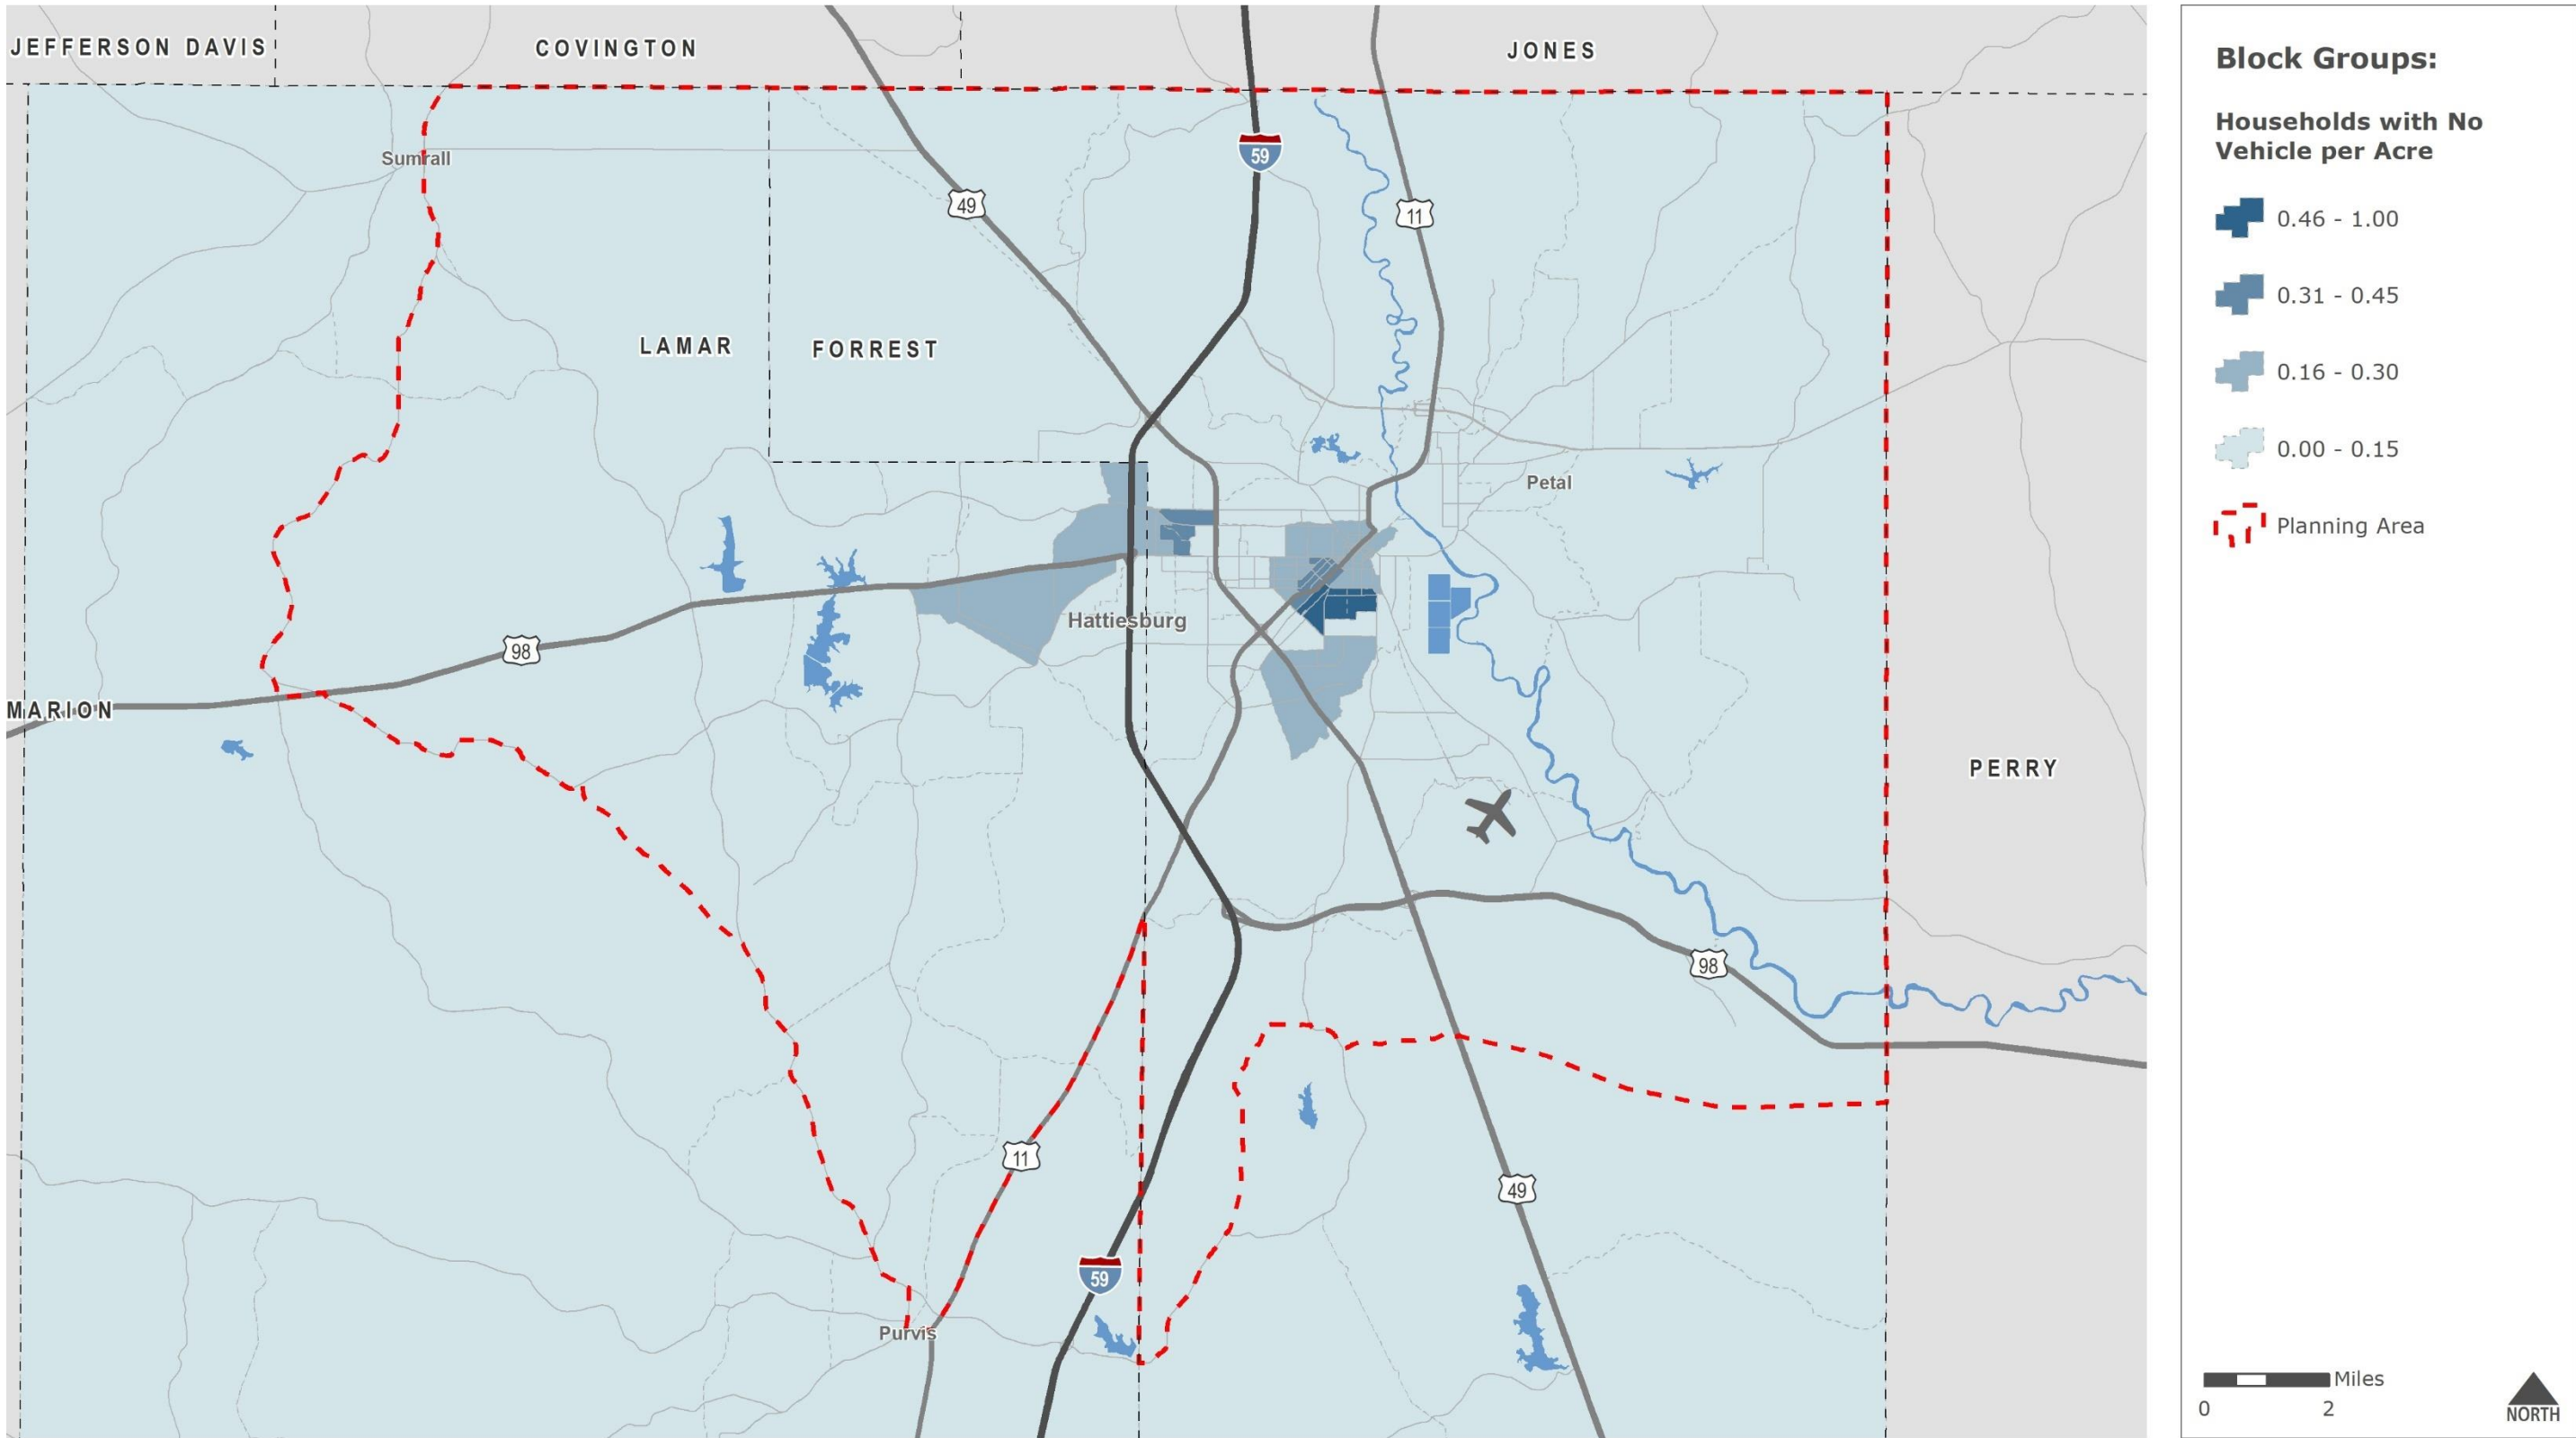 JEFFERSON DAVIS
COVINGTON
JONES
Sumrall
59
49
11
LAMAR
FORREST
Petal
Hattiesburg
98
MARION
PERRY
98
11
49
59
Purvis
Block Groups:
Households with No
Vehicle per Acre
0.46 - 1.00
0.31 - 0.45
0.16 - 0.30
0.00 - 0.15
Planning Area
Miles
0 2
NORTH